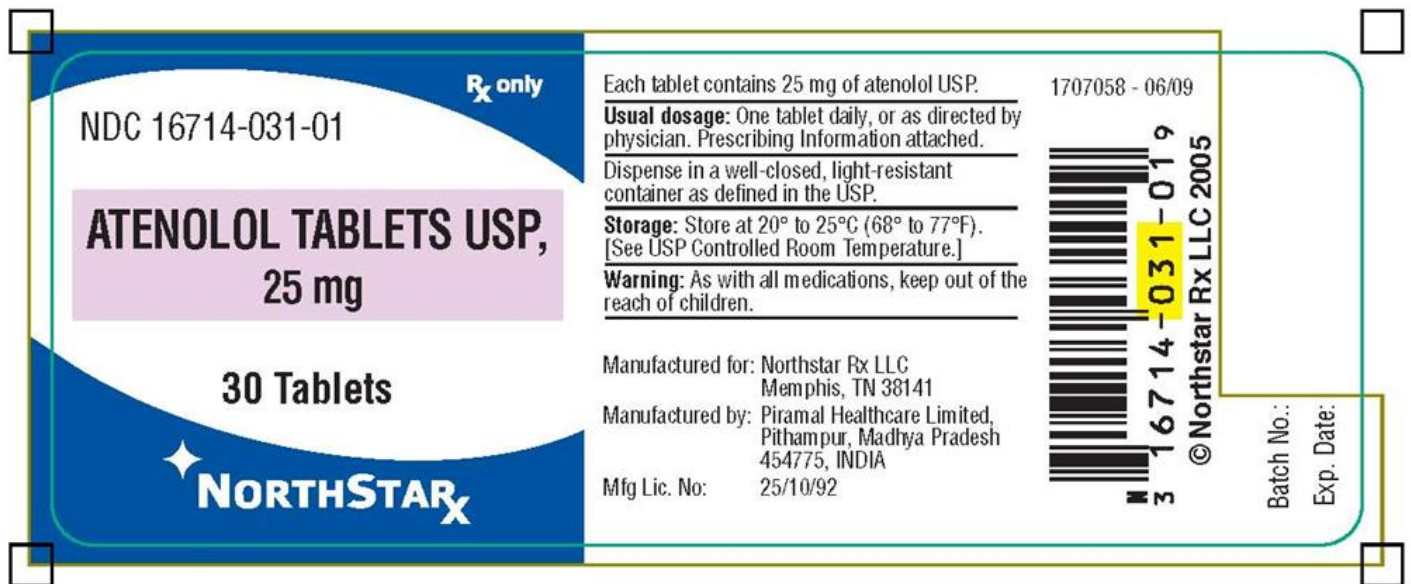 Rx only
NDC 16714-031-01
ATENOLOL TABLETS USP,
25 mg
30 Tablets
NORTHSTARx
Each tablet contains 25 mg of atenolol USP.
Usual dosage: One tablet daily, or as directed by
physician. Prescribing Information attached.
Dispense in a well-closed, light-resistant
container as defined in the USP.
Storage: Store at 20° to 25°C (68° to 77°F).
[See USP Controlled Room Temperature.]
Warning: As with all medications, keep out of the
reach of children.
Manufactured for: Northstar Rx LLC
Memphis, TN 38141
Manufactured by: Piramal Healthcare Limited,
Pithampur, Madhya Pradesh
454775, INDIA
Mfg Lic. No: 25/10/92
1707058 - 06/09
N
3 16714-031-01 9
© Northstar Rx LLC 2005
Batch No.:
Exp. Date: